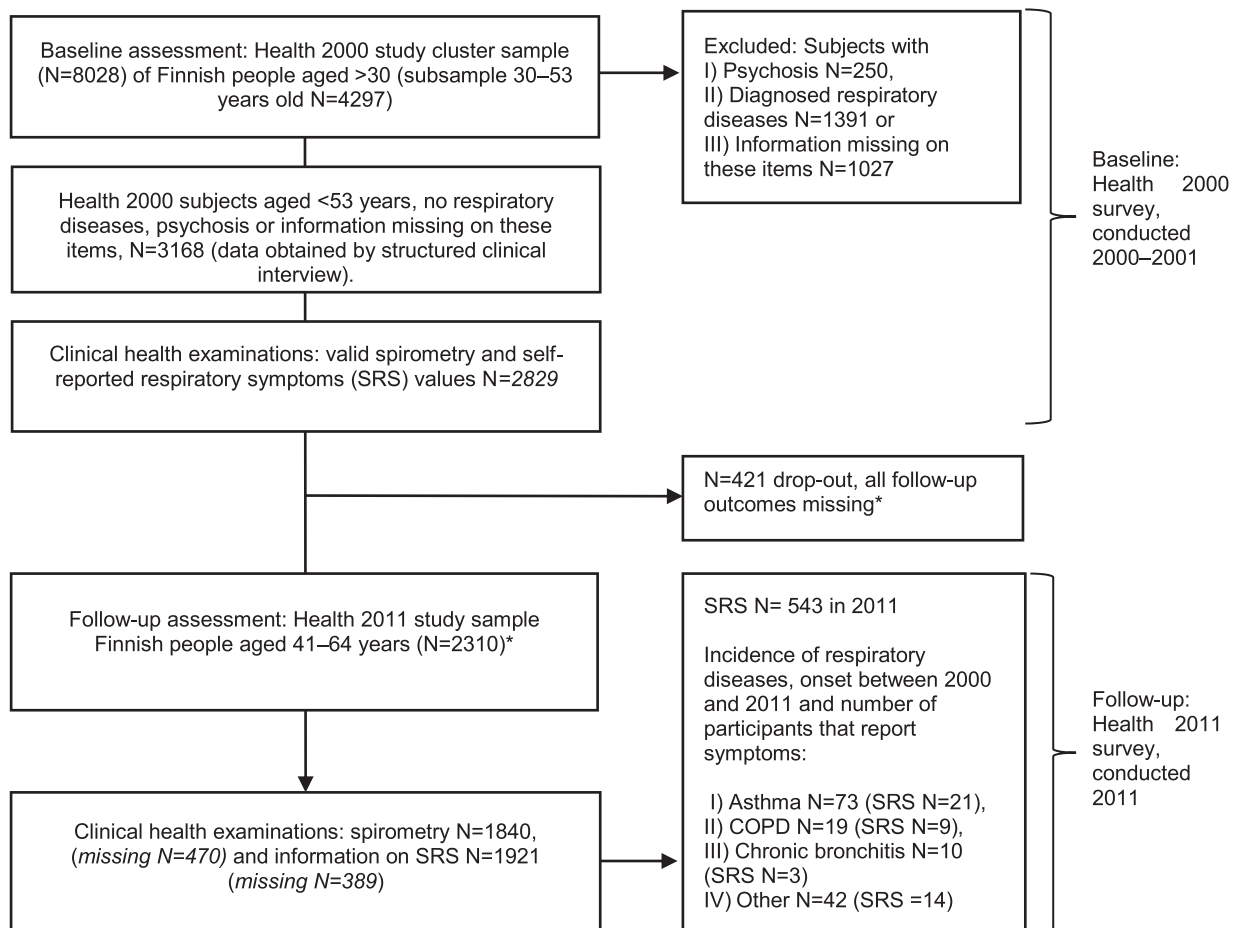 Baseline assessment: Health 2000 study cluster sample
(N=8028) of Finnish people aged >30 (subsample 30–53
years old N=4297)
Excluded: Subjects with
I) Psychosis N=250,
II) Diagnosed respiratory
diseases N=1391 or
III) Information missing on
these items N=1027
Health 2000 subjects aged <53 years, no respiratory
diseases, psychosis or information missing on these
items, N=3168 (data obtained by structured clinical
interview).
Clinical health examinations: valid spirometry and self-
reported respiratory symptoms (SRS) values N=2829
Baseline:
Health 2000
survey,
conducted
2000–2001
N=421 drop-out, all follow-up
outcomes missing*
Follow-up assessment: Health 2011 study sample
Finnish people aged 41–64 years (N=2310)*
Clinical health examinations: spirometry N=1840,
(missing N=470) and information on SRS N=1921
(missing N=389)
SRS N= 543 in 2011
Incidence of respiratory
diseases, onset between 2000
and 2011 and number of
participants that report
symptoms:
I) Asthma N=73 (SRS N=21),
II) COPD N=19 (SRS N=9),
III) Chronic bronchitis N=10
(SRS N=3)
IV) Other N=42 (SRS =14)
Follow-up:
Health 2011
survey,
conducted
2011